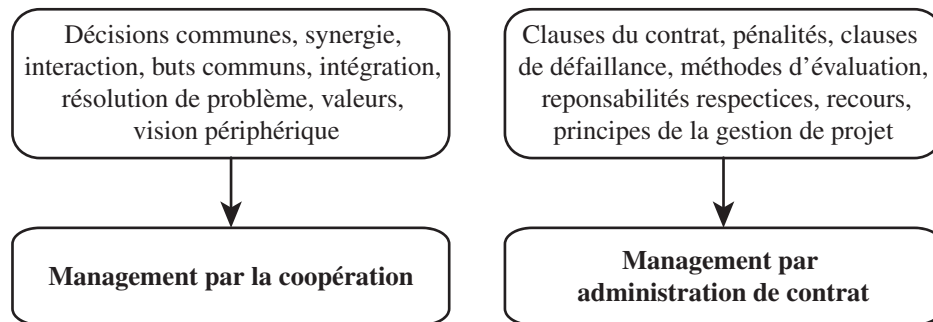 Décisions communes, synergie,
interaction, buts communs, intégration,
résolution de problème, valeurs,
vision périphérique
Clauses du contrat, pénalités, clauses
de défaillance, méthodes d'évaluation,
reponsabilités respectices, recours,
principes de la gestion de projet
Management par la coopération
Management par
administration de contrat